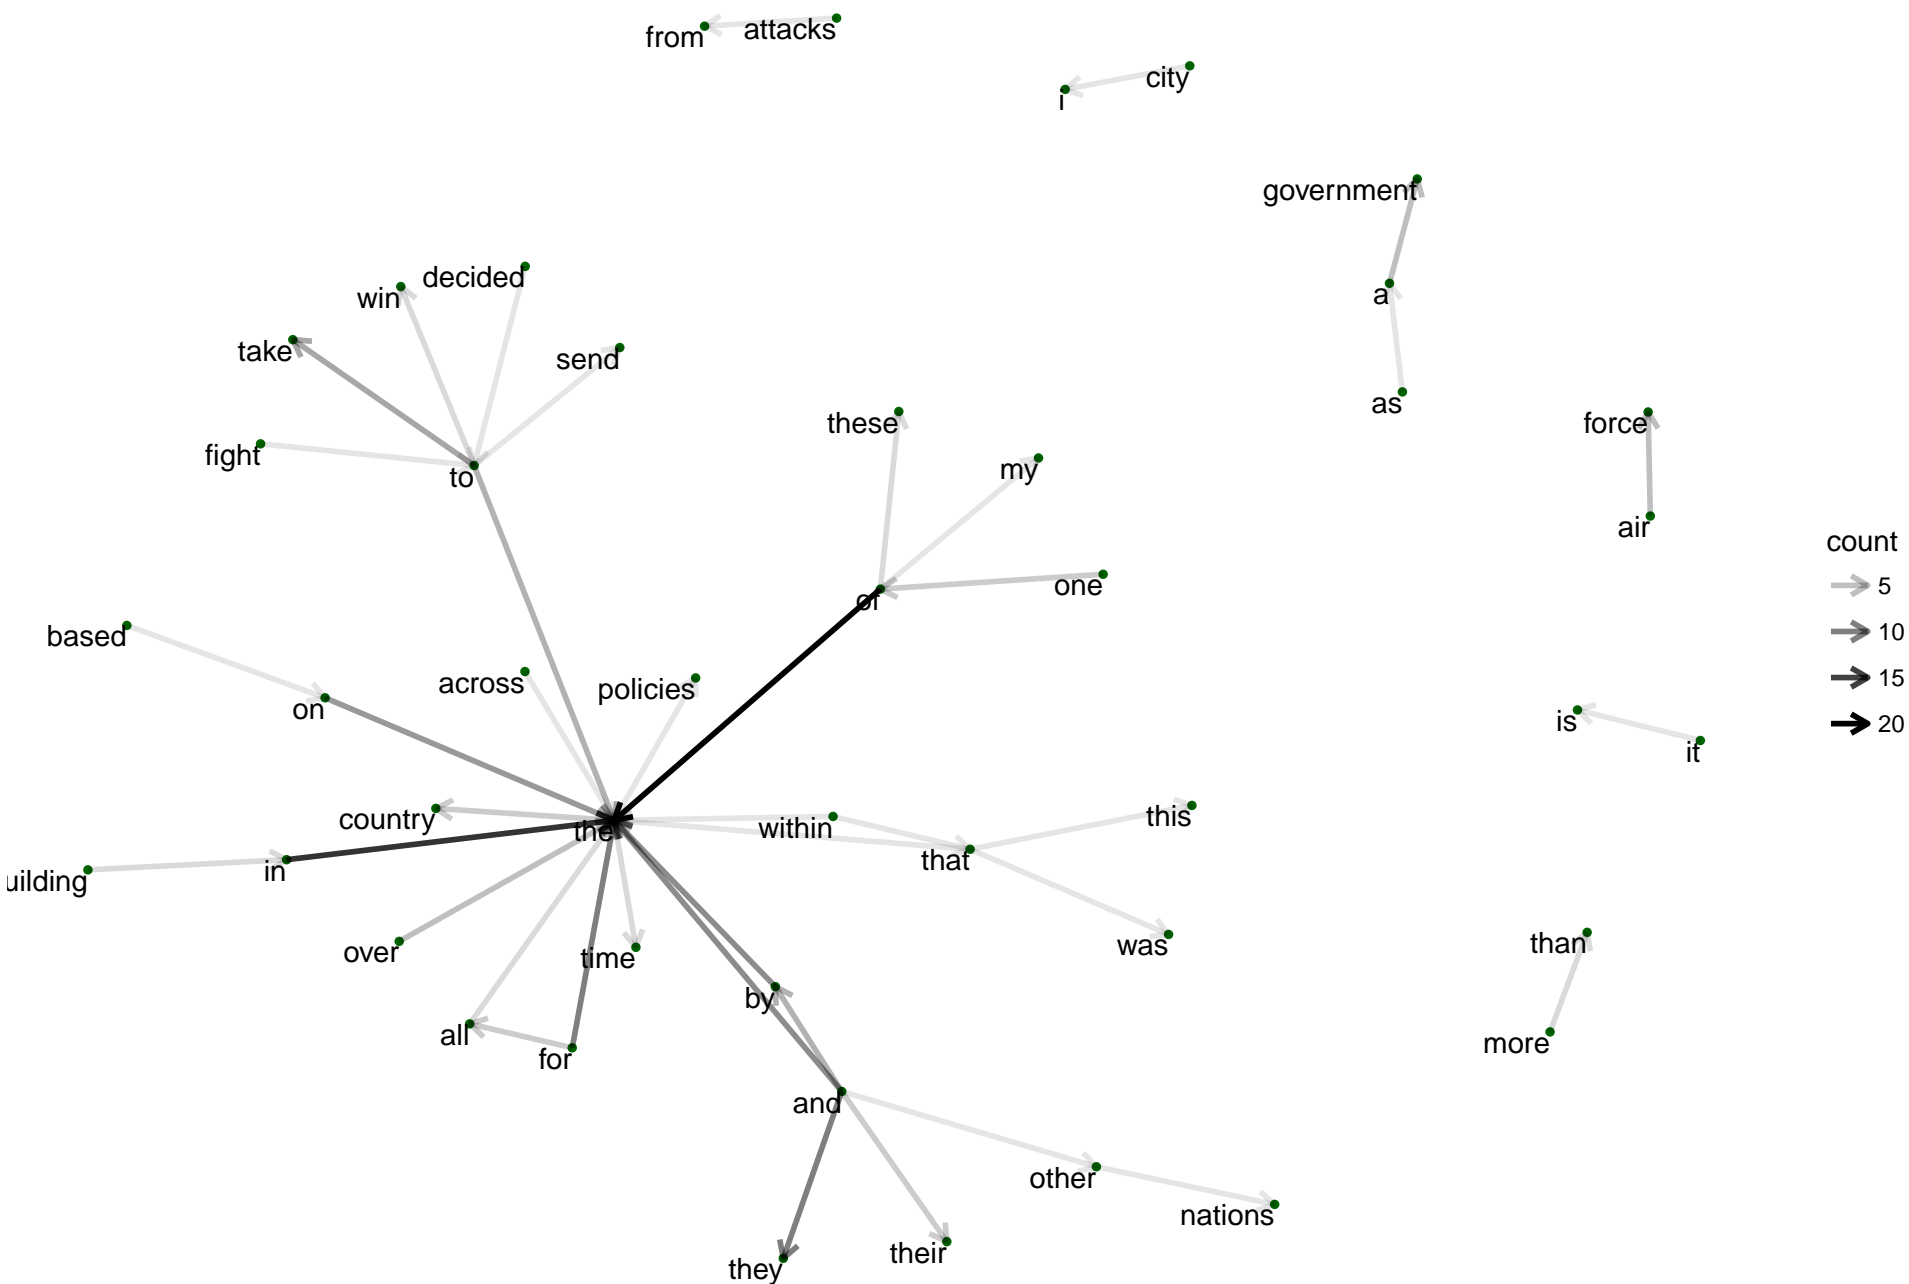 from
attacks
city
i
government
decided
win
a
take
send
as
these
force
fight
my
to
air
count
one
5
of
10
based
15
across
policies
on
is
20
it
this
country
within
the
that
in
uilding
was
than
over
time
by
all
more
for
and
other
nations
their
they